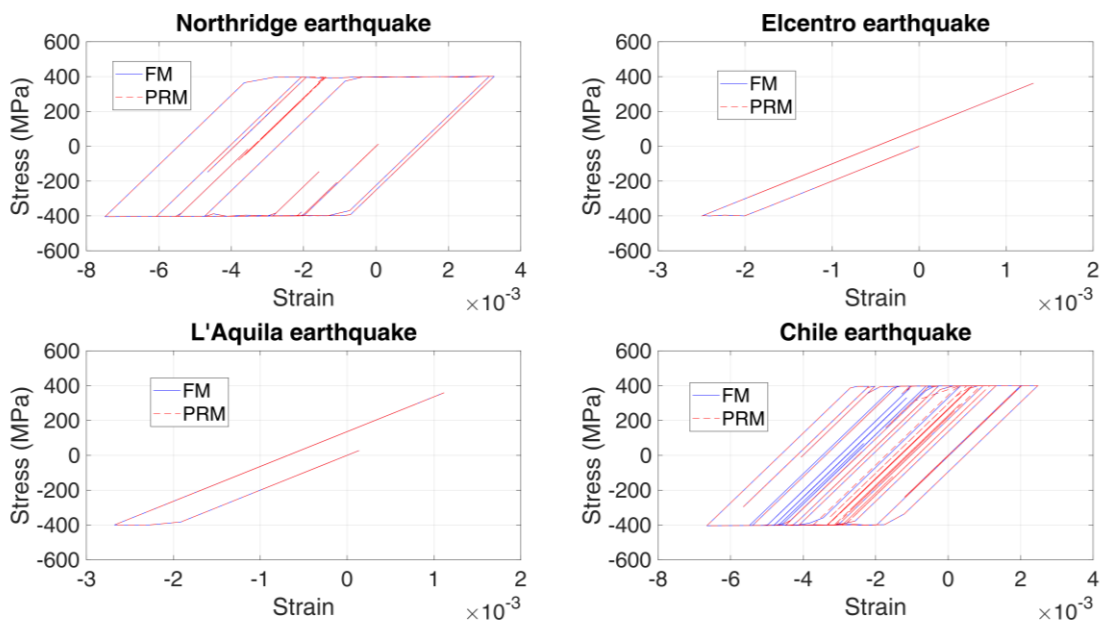 Northridge earthquake
600
400
200
0
-200
-400
-600
Stress (MPa)
FM
PRM
-8 -6 -4 -2 0 2 4
Strain
×10⁻³
Elcentro earthquake
600
400
200
0
-200
-400
-600
Stress (MPa)
FM
PRM
-3 -2 -1 0 1 2
Strain
×10⁻³
L'Aquila earthquake
600
400
200
0
-200
-400
-600
Stress (MPa)
FM
PRM
-3 -2 -1 0 1 2
Strain
×10⁻³
Chile earthquake
600
400
200
0
-200
-400
-600
Stress (MPa)
FM
PRM
-8 -6 -4 -2 0 2 4
Strain
×10⁻³